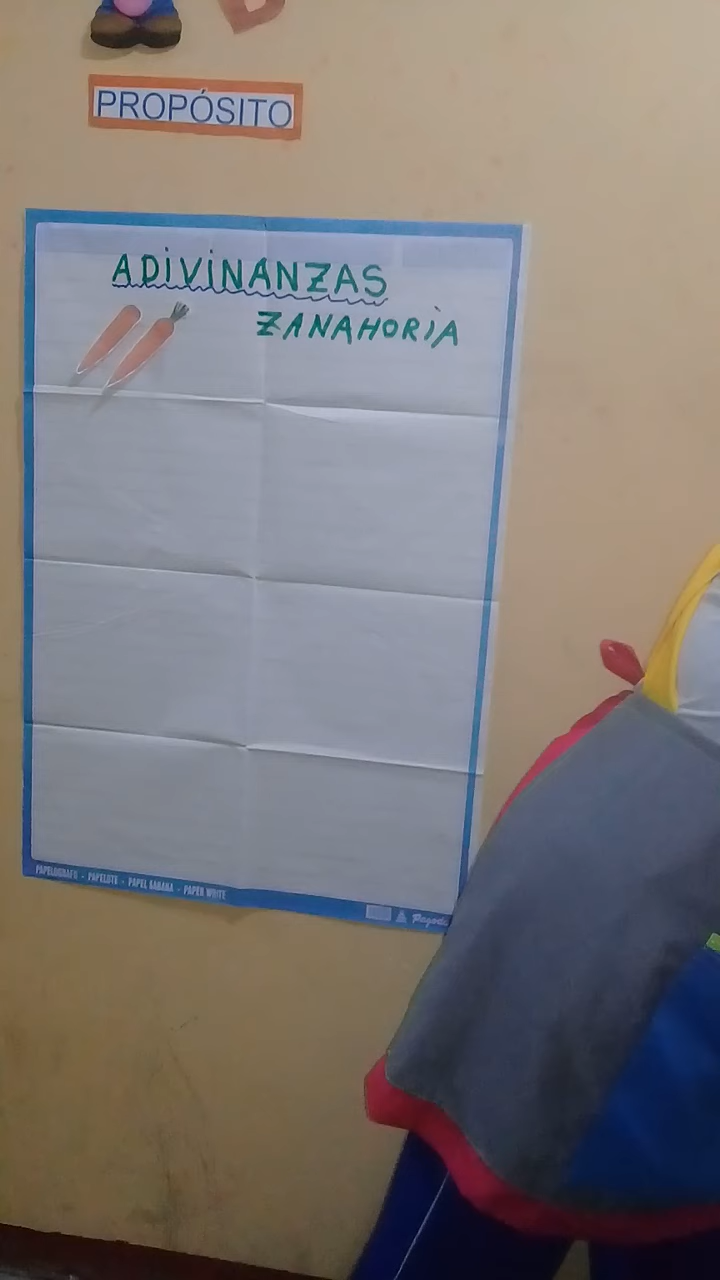 PROPÓSITO
ADIVINANZAS
ZANAHORIA
PAPELOGRAFO - PAPELOTE - PAPEL SABANA - PAPER WHITE